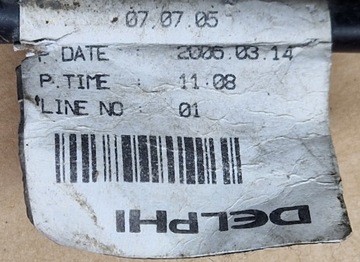 07.07.05
P. DATE : 2005.03.14
P.TIME : 11:08
LINE NO : 01
DELPHI